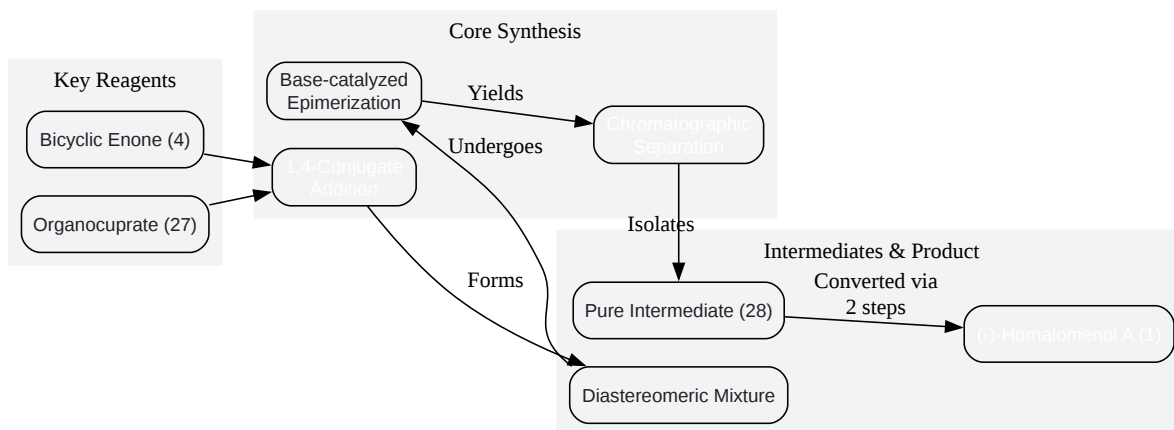 Key Reagents
Bicyclic Enone (4)
Organocuprate (27)
Core Synthesis
Base-catalyzed
Epimerization
Yields
Chromatographic
Separation
Undergoes
1,4-Conjugate
Addition
Forms
Isolates
Intermediates & Product
Pure Intermediate (28)
Converted via
2 steps
(-)-Homalomenol A (1)
Diastereomeric Mixture